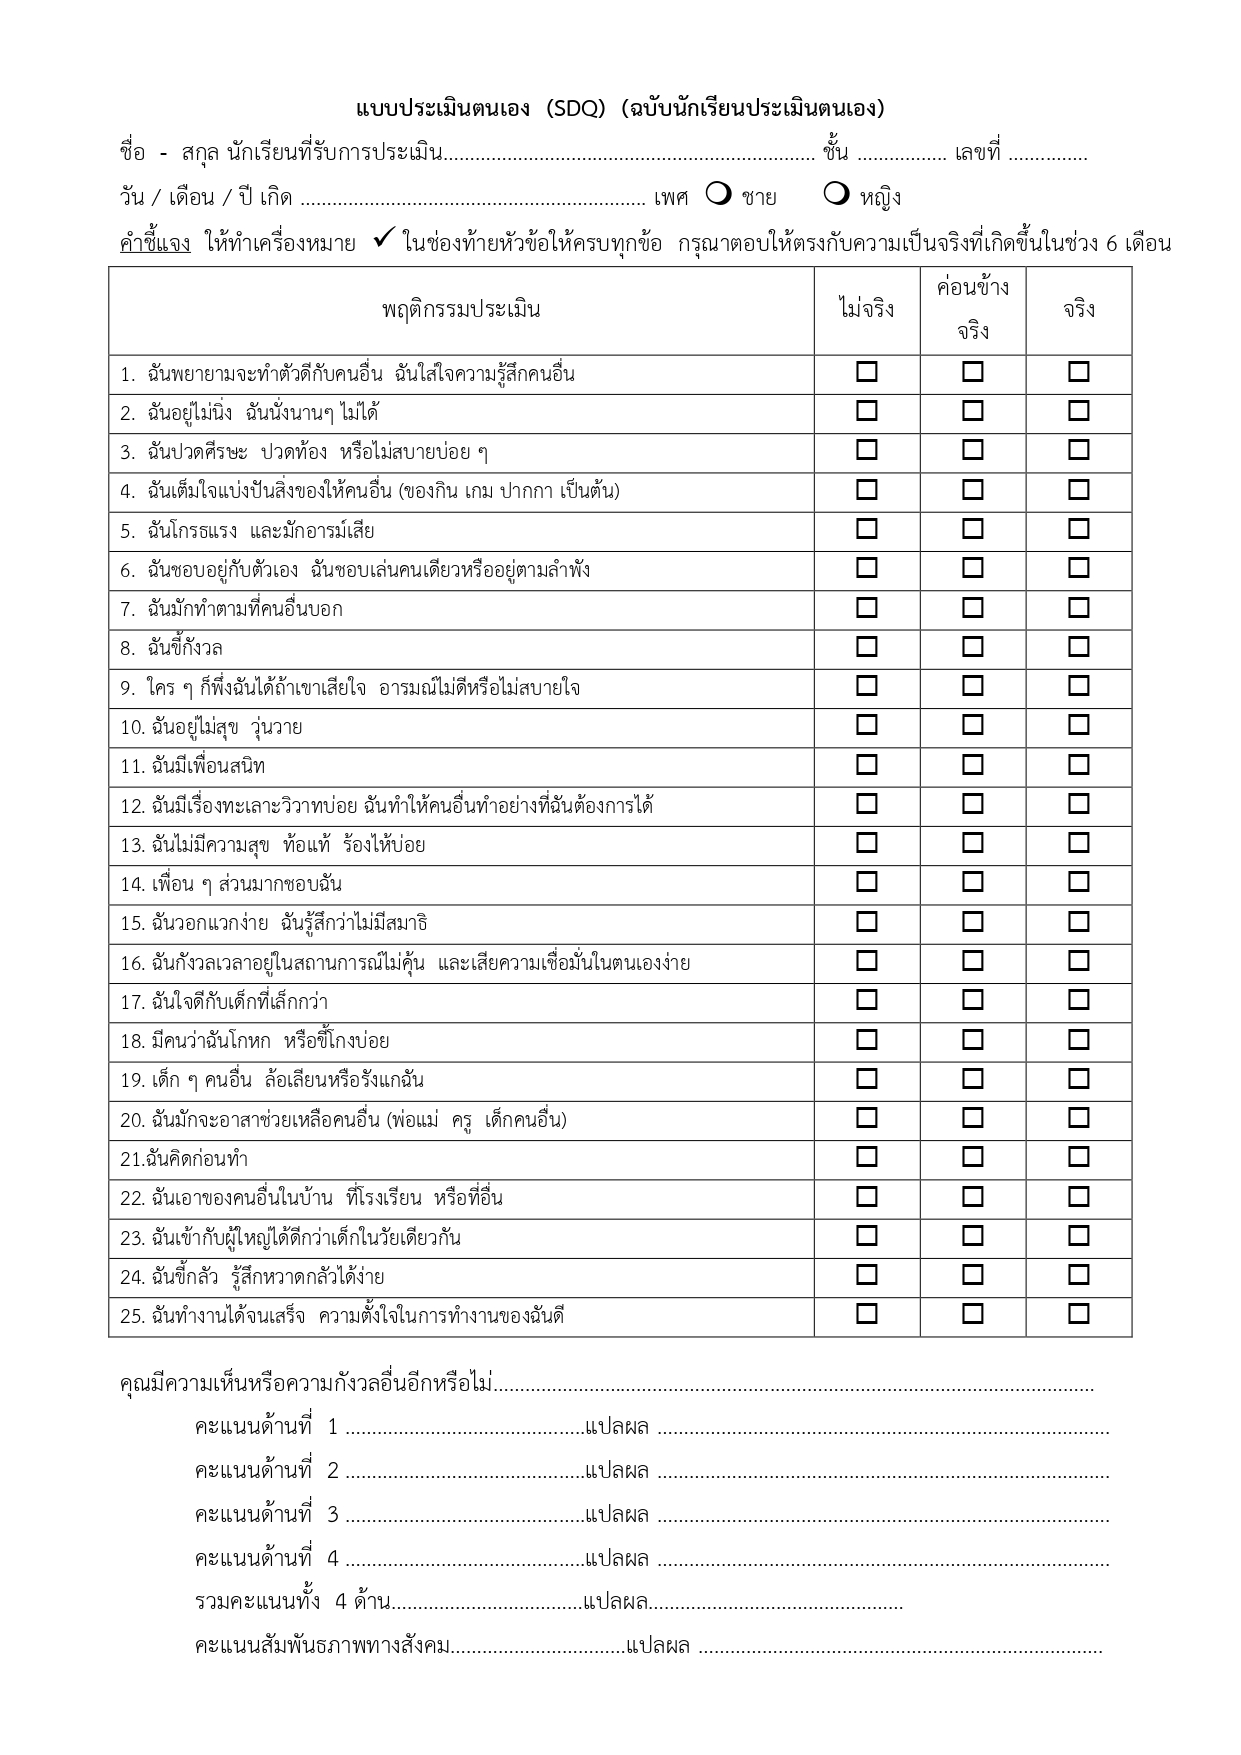 แบบประเมินตนเอง (SDQ) (ฉบับนักเรียนประเมินตนเอง)
ชื่อ - สกุล นักเรียนที่รับการประเมิน...................................................................... ชั้น ................. เลขที่ ...............
วัน / เดือน / ปี เกิด ................................................................. เพศ ❍ ชาย ❍ หญิง
คำชี้แจง ให้ทำเครื่องหมาย ✓ ในช่องท้ายหัวข้อให้ครบทุกข้อ กรุณาตอบให้ตรงกับความเป็นจริงที่เกิดขึ้นในช่วง 6 เดือน
พฤติกรรมประเมิน ไม่จริง ค่อนข้าง จริง
จริง
1. ฉันพยายามจะทำตัวดีกับคนอื่น ฉันใส่ใจความรู้สึกคนอื่น □ □ □
2. ฉันอยู่ไม่นิ่ง ฉันนั่งนานๆ ไม่ได้ □ □ □
3. ฉันปวดศีรษะ ปวดท้อง หรือไม่สบายบ่อย ๆ □ □ □
4. ฉันเต็มใจแบ่งปันสิ่งของให้คนอื่น (ของกิน เกม ปากกา เป็นต้น) □ □ □
5. ฉันโกรธแรง และมักอารม์เสีย □ □ □
6. ฉันชอบอยู่กับตัวเอง ฉันชอบเล่นคนเดียวหรืออยู่ตามลำพัง □ □ □
7. ฉันมักทำตามที่คนอื่นบอก □ □ □
8. ฉันขี้กังวล □ □ □
9. ใคร ๆ ก็พึ่งฉันได้ถ้าเขาเสียใจ อารมณ์ไม่ดีหรือไม่สบายใจ □ □ □
10. ฉันอยู่ไม่สุข วุ่นวาย □ □ □
11. ฉันมีเพื่อนสนิท □ □ □
12. ฉันมีเรื่องทะเลาะวิวาทบ่อย ฉันทำให้คนอื่นทำอย่างที่ฉันต้องการได้ □ □ □
13. ฉันไม่มีความสุข ท้อแท้ ร้องไห้บ่อย □ □ □
14. เพื่อน ๆ ส่วนมากชอบฉัน □ □ □
15. ฉันวอกแวกง่าย ฉันรู้สึกว่าไม่มีสมาธิ □ □ □
16. ฉันกังวลเวลาอยู่ในสถานการณ์ไม่คุ้น และเสียความเชื่อมั่นในตนเองง่าย □ □ □
17. ฉันใจดีกับเด็กที่เล็กกว่า □ □ □
18. มีคนว่าฉันโกหก หรือขี้โกงบ่อย □ □ □
19. เด็ก ๆ คนอื่น ล้อเลียนหรือรังแกฉัน □ □ □
20. ฉันมักจะอาสาช่วยเหลือคนอื่น (พ่อแม่ ครู เด็กคนอื่น) □ □ □
21.ฉันคิดก่อนทำ □ □ □
22. ฉันเอาของคนอื่นในบ้าน ที่โรงเรียน หรือที่อื่น □ □ □
23. ฉันเข้ากับผู้ใหญ่ได้ดีกว่าเด็กในวัยเดียวกัน □ □ □
24. ฉันขี้กลัว รู้สึกหวาดกลัวได้ง่าย □ □ □
25. ฉันทำงานได้จนเสร็จ ความตั้งใจในการทำงานของฉันดี □ □ □
คุณมีความเห็นหรือความกังวลอื่นอีกหรือไม่.................................................................................................................
คะแนนด้านที่ 1 .............................................แปลผล .....................................................................................
คะแนนด้านที่ 2 .............................................แปลผล .....................................................................................
คะแนนด้านที่ 3 .............................................แปลผล .....................................................................................
คะแนนด้านที่ 4 .............................................แปลผล .....................................................................................
รวมคะแนนทั้ง 4 ด้าน....................................แปลผล................................................
คะแนนสัมพันธภาพทางสังคม.................................แปลผล ............................................................................